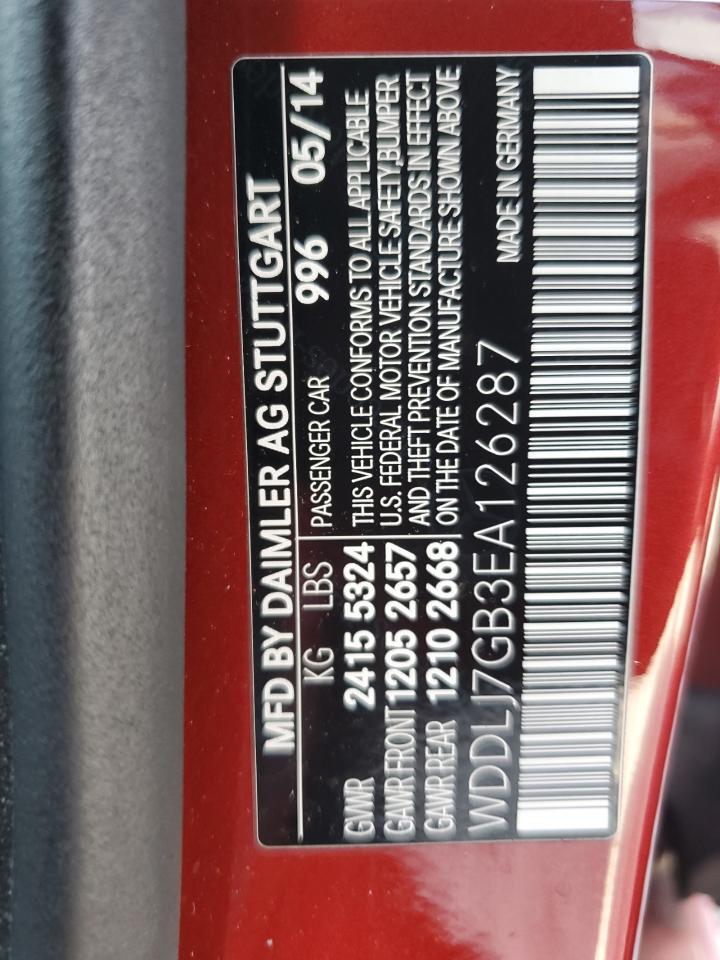 MFD BY DAIMLER AG STUTTGART
KG LBS PASSENGER CAR 996 05/14
GWR 2415 5324 THIS VEHICLE CONFORMS TO ALL APPLICABLE
GAWR FRONT 1205 2657 U.S. FEDERAL MOTOR VEHICLE SAFETY,BUMPER
GAWR REAR 1210 2668 AND THEFT PREVENTION STANDARDS IN EFFECT
ON THE DATE OF MANUFACTURE SHOWN ABOVE
WDDLJ7GB3EA126287 MADE IN GERMANY